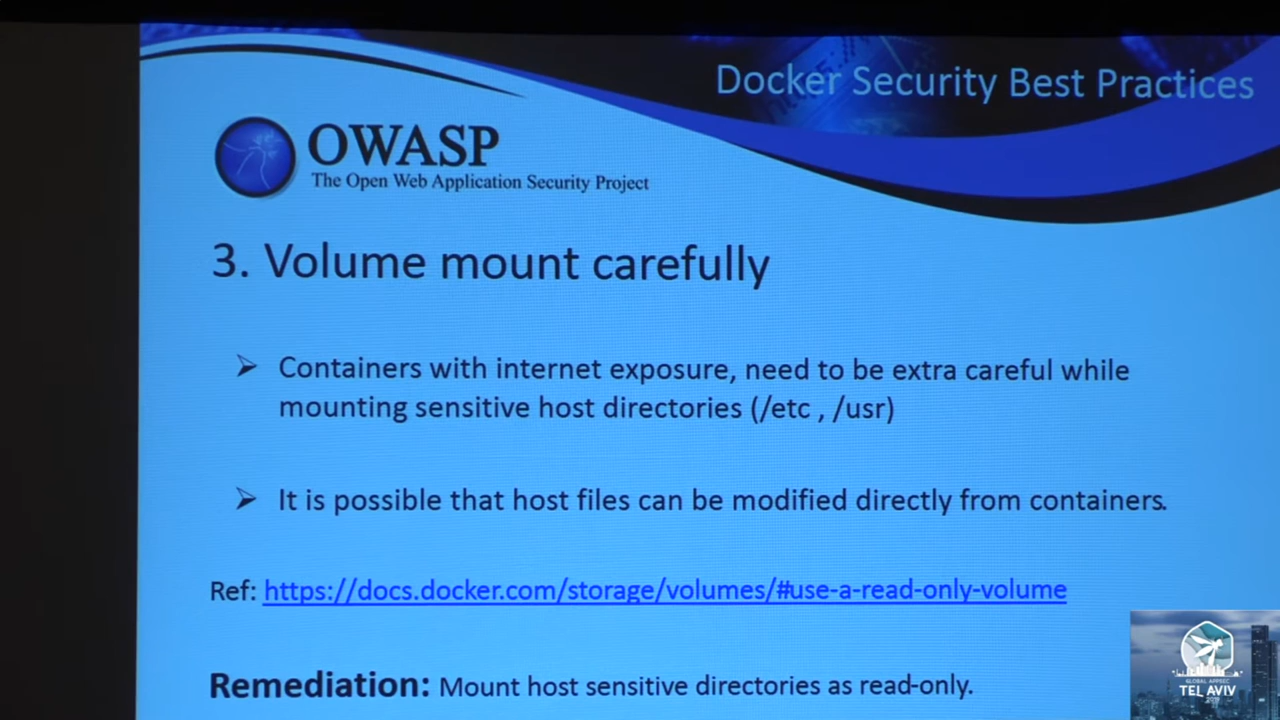 Docker Security Best Practices
OWASP
The Open Web Application Security Project
3. Volume mount carefully
Containers with internet exposure, need to be extra careful while
mounting sensitive host directories (/etc , /usr)
It is possible that host files can be modified directly from containers.
Ref: https://docs.docker.com/storage/volumes/#use-a-read-only-volume
Remediation: Mount host sensitive directories as read-only.
GLOBAL APPSEC
TEL AVIV
2019